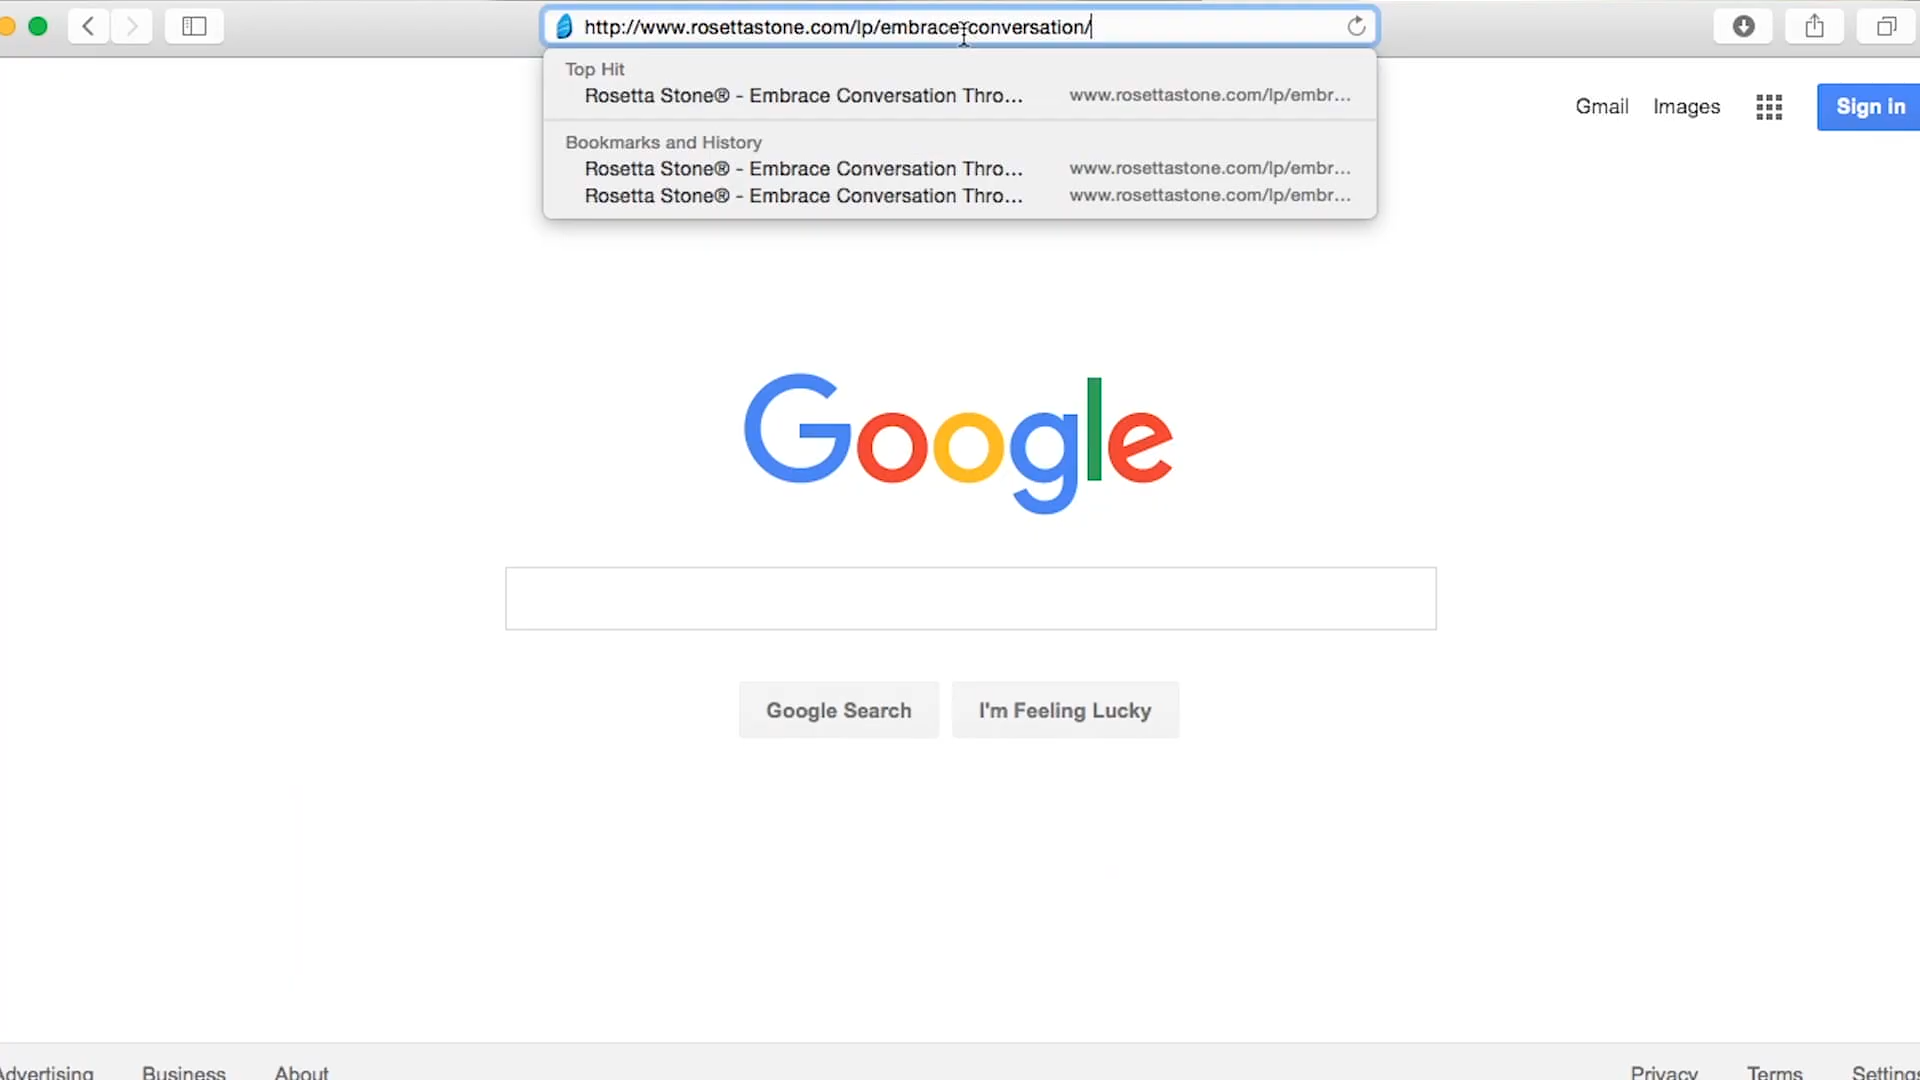 http://www.rosettastone.com/lp/embrace-conversation/
Top Hit
Rosetta Stone® - Embrace Conversation Thro... www.rosettastone.com/lp/embr...
Bookmarks and History
Rosetta Stone® - Embrace Conversation Thro... www.rosettastone.com/lp/embr...
Rosetta Stone® - Embrace Conversation Thro... www.rosettastone.com/lp/embr...
Gmail Images Sign in
Google
Google Search I'm Feeling Lucky
Advertising Business About Privacy Terms Settings